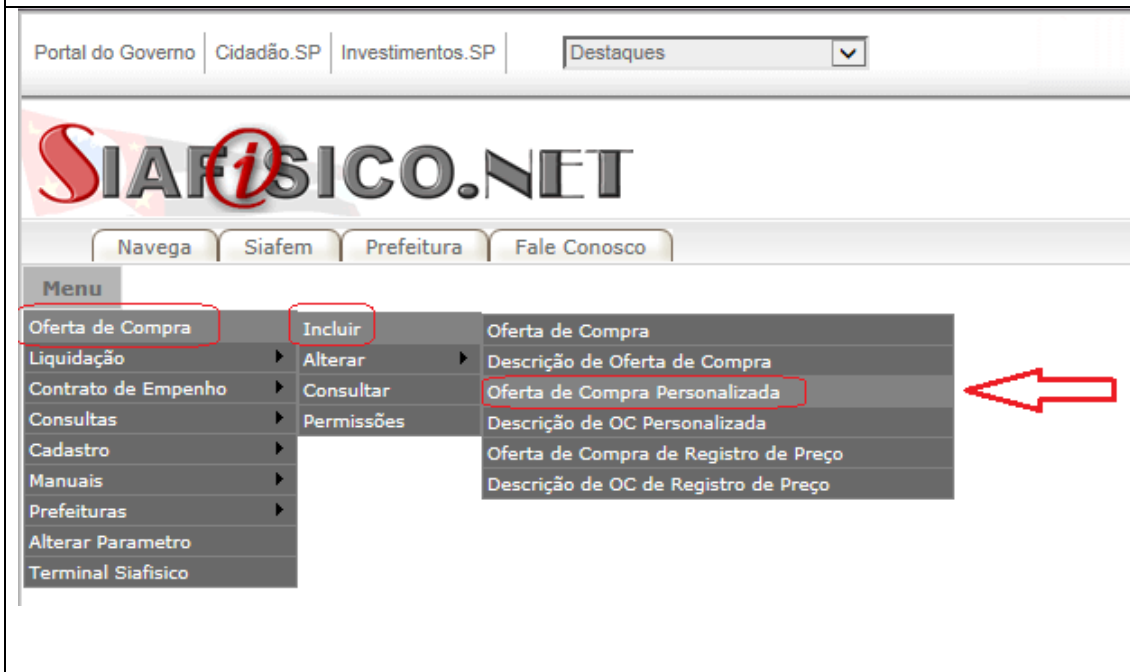 Portal do Governo Cidadão.SP Investimentos.SP Destaques
SIAFiSICO.NET
Navega Siafem Prefeitura Fale Conosco
Menu
Oferta de Compra
Liquidação
Contrato de Empenho
Consultas
Cadastro
Manuais
Prefeituras
Alterar Parametro
Terminal Siafisico
Incluir
Alterar
Consultar
Permissões
Oferta de Compra
Descrição de Oferta de Compra
Oferta de Compra Personalizada
Descrição de OC Personalizada
Oferta de Compra de Registro de Preço
Descrição de OC de Registro de Preço